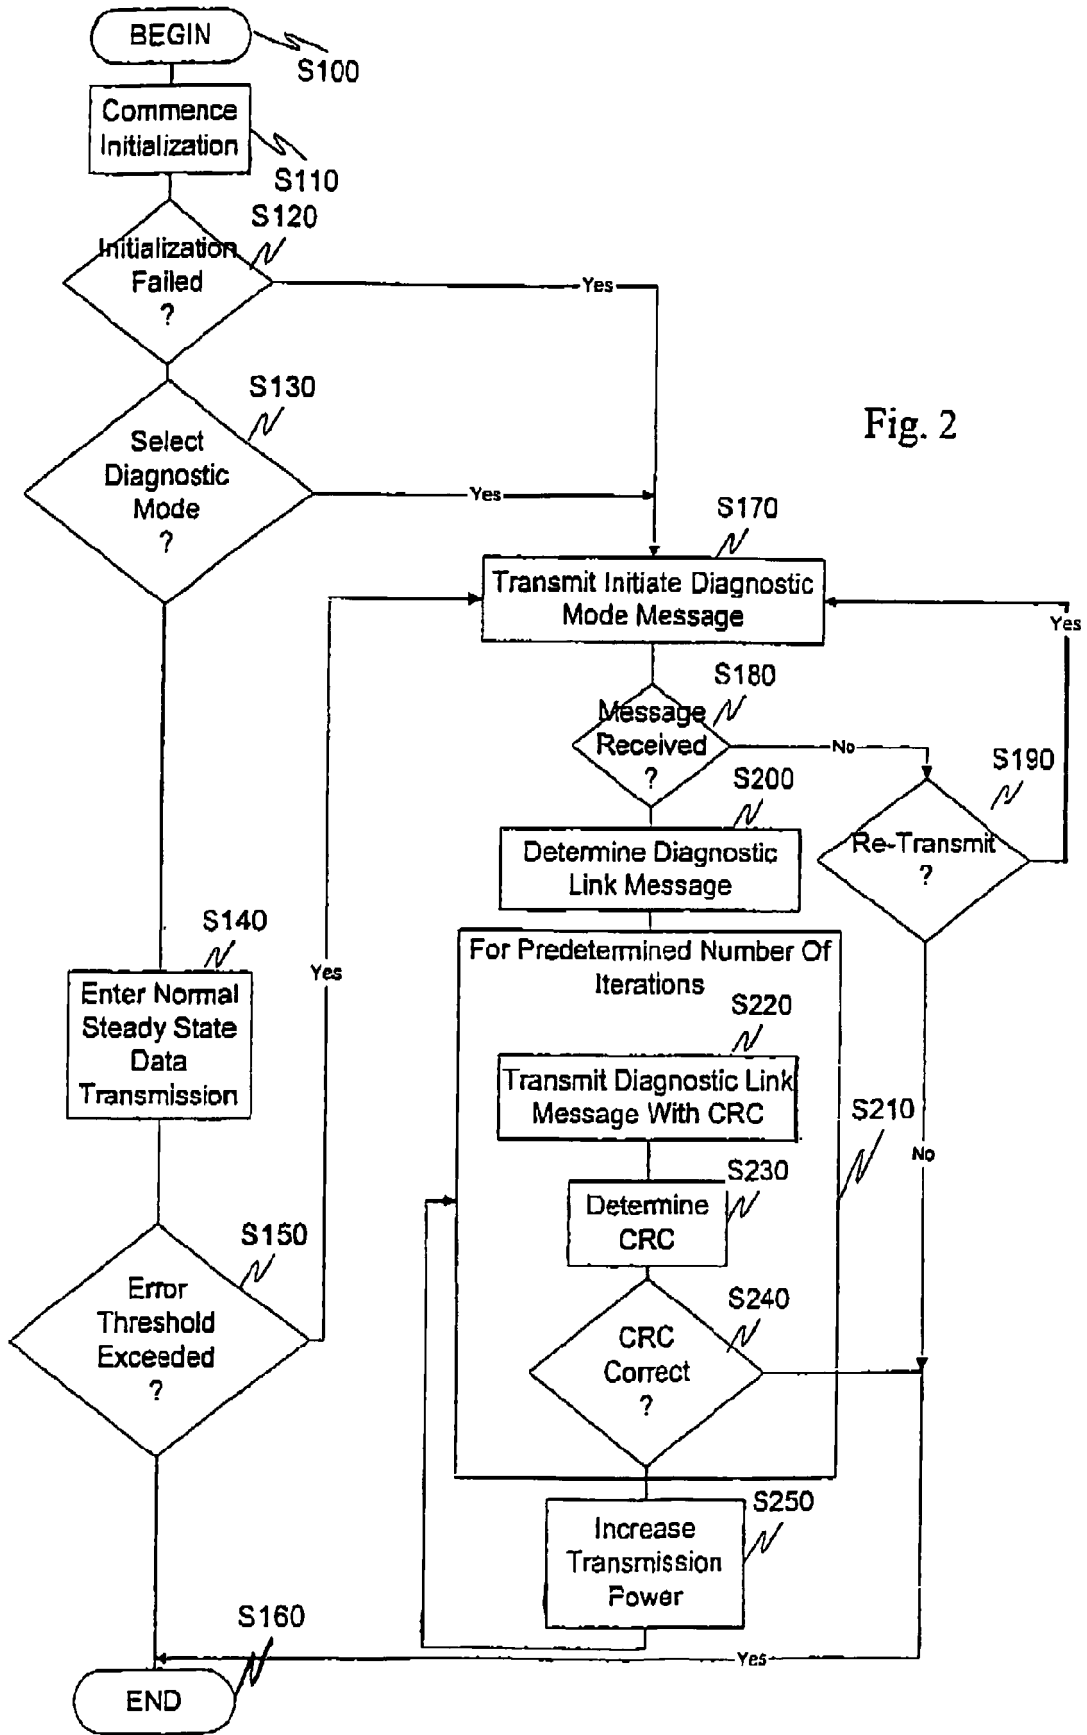 BEGIN
S100
Commence
Initialization
S110
S120
Initialization
Failed
?
Yes
S130
Select
Diagnostic
Mode
?
Yes
Fig. 2
S170
Transmit Initiate Diagnostic
Mode Message
Yes
S180
Message
Received
?
No
S190
Re-Transmit
?
S200
Determine Diagnostic
Link Message
S140
Enter Normal
Steady State
Data
Transmission
Yes
For Predetermined Number Of
Iterations
S220
Transmit Diagnostic Link
Message With CRC
S210
No
S230
Determine
CRC
S150
Error
Threshold
Exceeded
?
S240
CRC
Correct
?
S250
Increase
Transmission
Power
S160
Yes
END